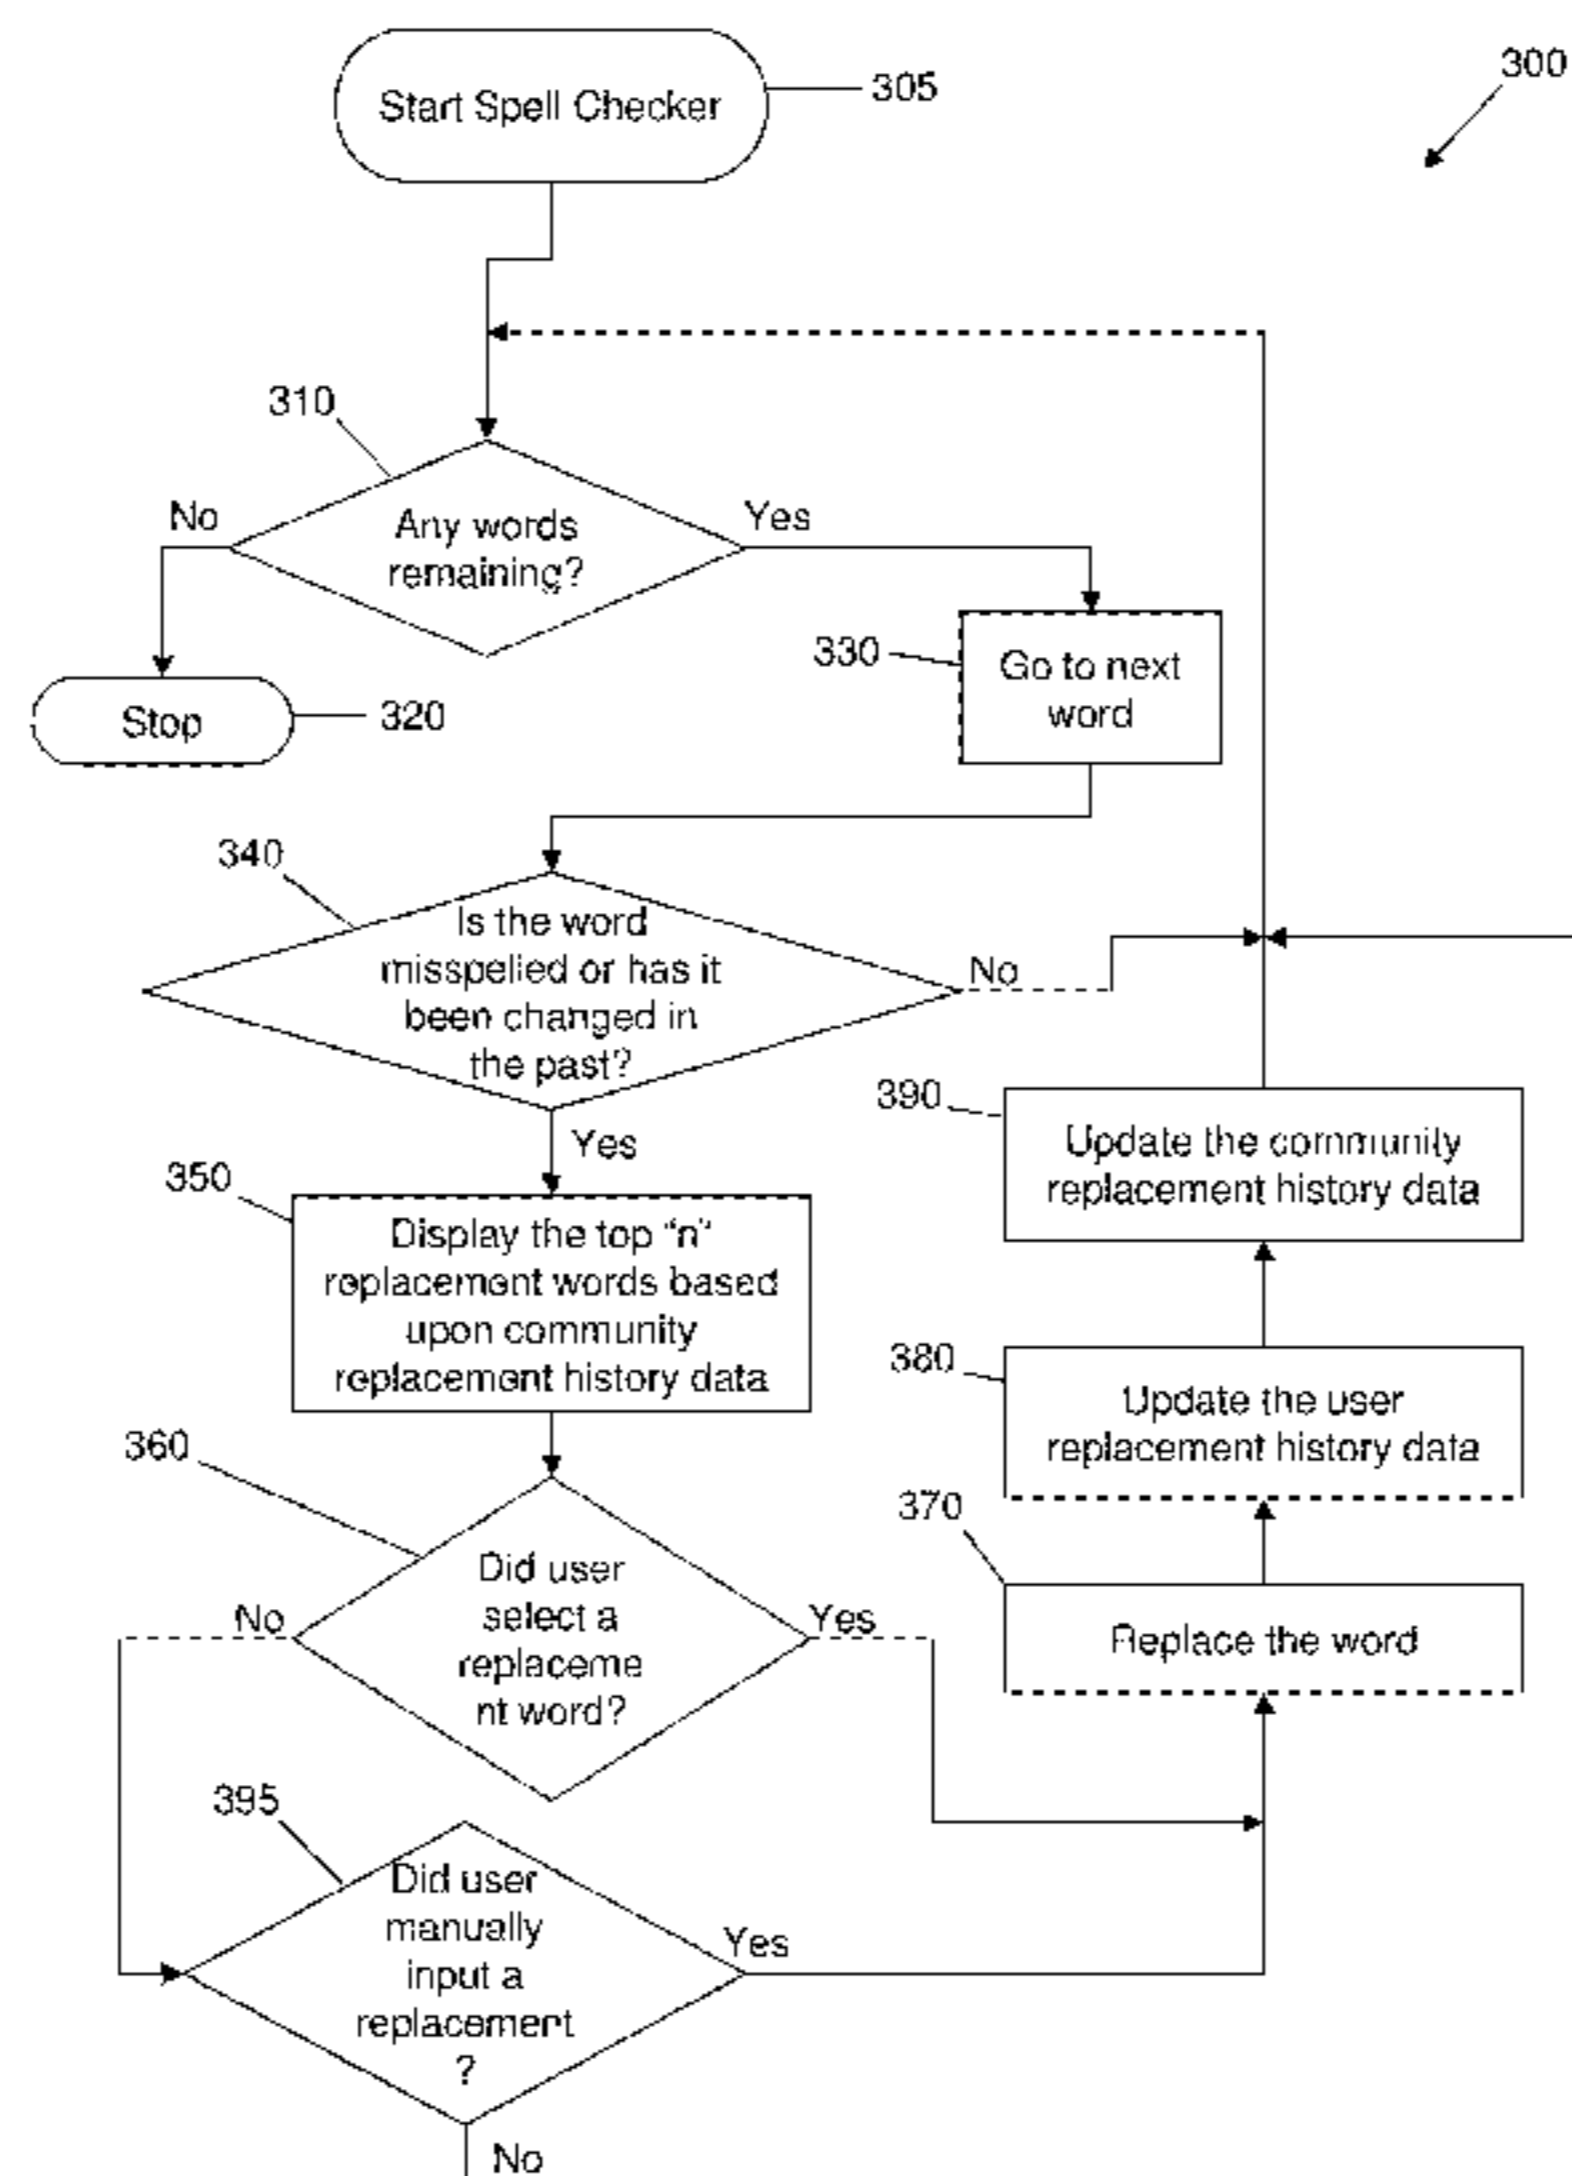 Start Spell Checker
305
300
310
No
Any words
remaining?
Yes
330
Go to next
word
Stop
320
340
Is the word
misspelled or has it
been changed in
the past?
No
Yes
390
Update the community
replacement history data
350
Display the top "n"
replacement words based
upon community
replacement history data
380
Update the user
replacement history data
360
370
Did user
select a
replaceme
nt word?
No
Yes
Replace the word
395
Did user
manually
input a
replacement
?
Yes
No